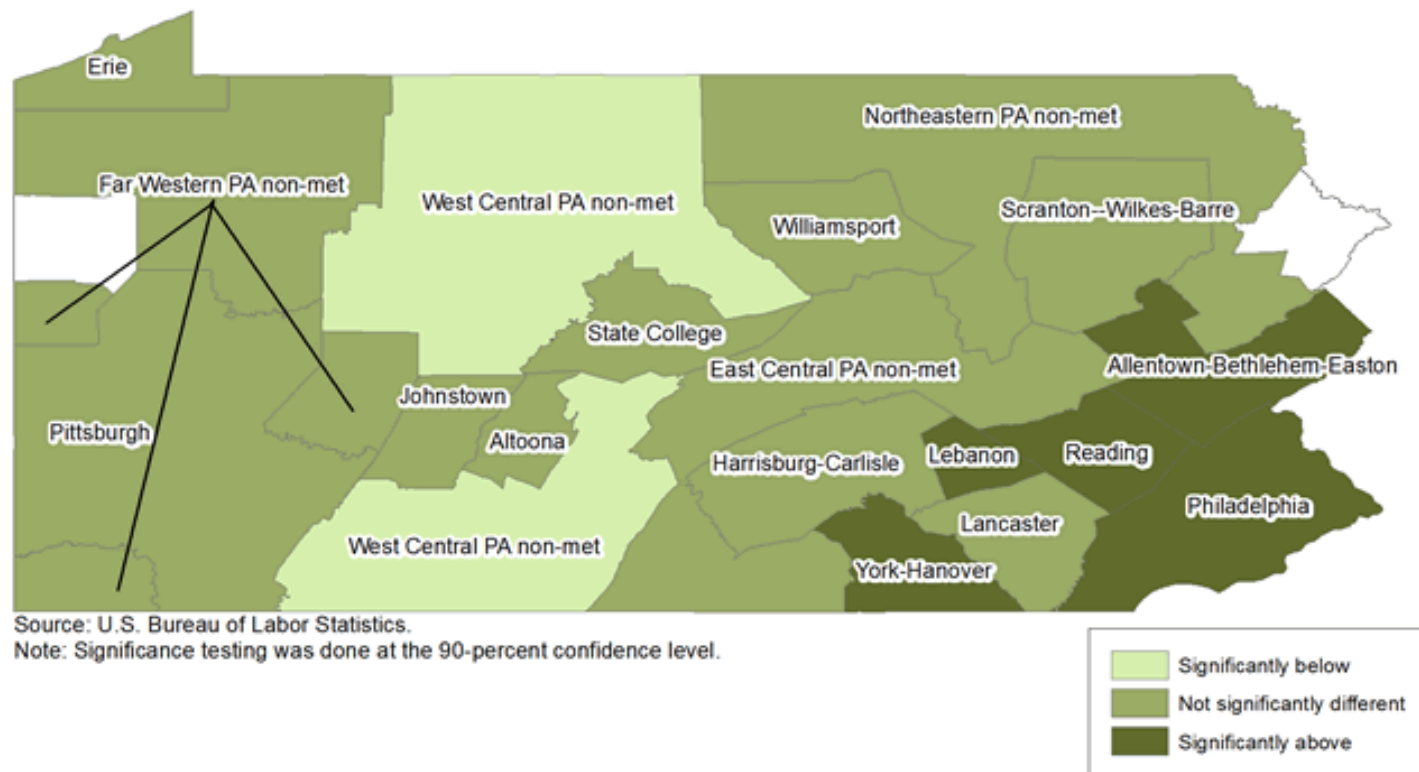 Erie
Northeastern PA non-met
Far Western PA non-met
West Central PA non-met
Scranton--Wilkes-Barre
Williamsport
State College
East Central PA non-met
Allentown-Bethlehem-Easton
Johnstown
Pittsburgh
Altoona
Harrisburg-Carlisle
Lebanon
Reading
Philadelphia
Lancaster
West Central PA non-met
York-Hanover
Source: U.S. Bureau of Labor Statistics.
Note: Significance testing was done at the 90-percent confidence level.
Significantly below
Not significantly different
Significantly above